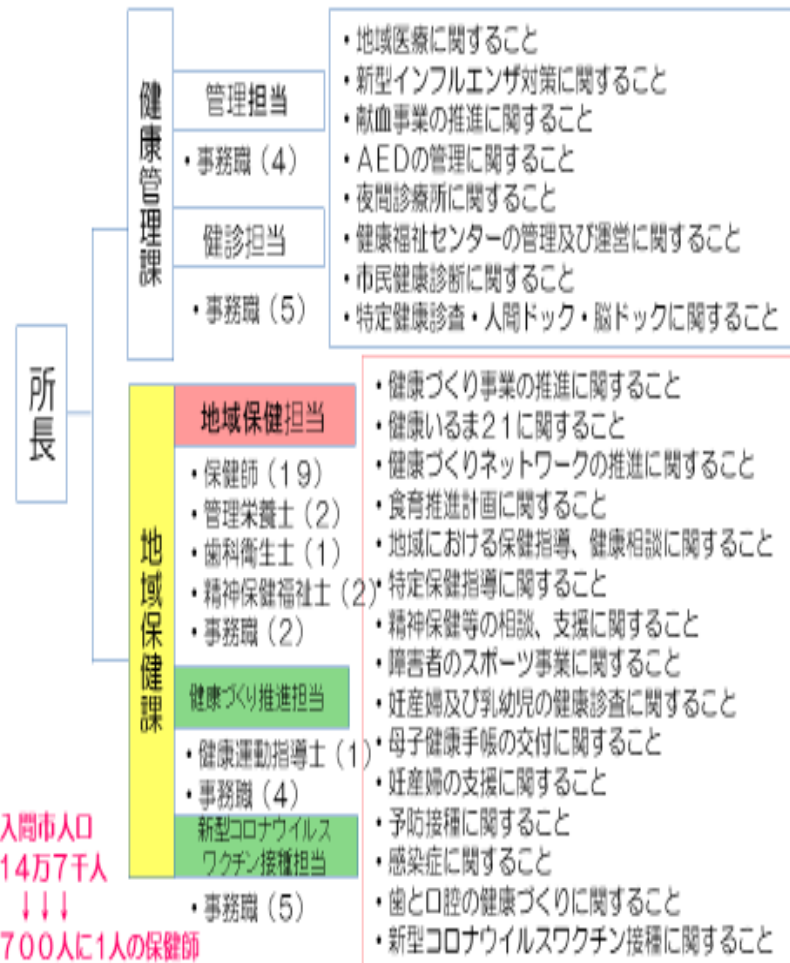 所長
健康管理課
管理担当
・事務職（4）
健診担当
・事務職（5）
・地域医療に関すること
・新型インフルエンザ対策に関すること
・献血事業の推進に関すること
・AEDの管理に関すること
・夜間診療所に関すること
・健康福祉センターの管理及び運営に関すること
・市民健康診断に関すること
・特定健康診査・人間ドック・脳ドックに関すること
地域保健課
地域保健担当
・保健師（19）
・管理栄養士（2）
・歯科衛生士（1）
・精神保健福祉士（2）
・事務職（2）
健康づくり推進担当
・健康運動指導士（1）
・事務職（4）
新型コロナウイルス
ワクチン接種担当
・事務職（5）
・健康づくり事業の推進に関すること
・健康いるま21に関すること
・健康づくりネットワークの推進に関すること
・食育推進計画に関すること
・地域における保健指導、健康相談に関すること
・特定保健指導に関すること
・精神保健等の相談、支援に関すること
・障害者のスポーツ事業に関すること
・妊産婦及び乳幼児の健康診査に関すること
・母子健康手帳の交付に関すること
・妊産婦の支援に関すること
・予防接種に関すること
・感染症に関すること
・歯と口腔の健康づくりに関すること
・新型コロナウイルスワクチン接種に関すること
入間市人口
14万7千人
↓↓↓
700人に1人の保健師